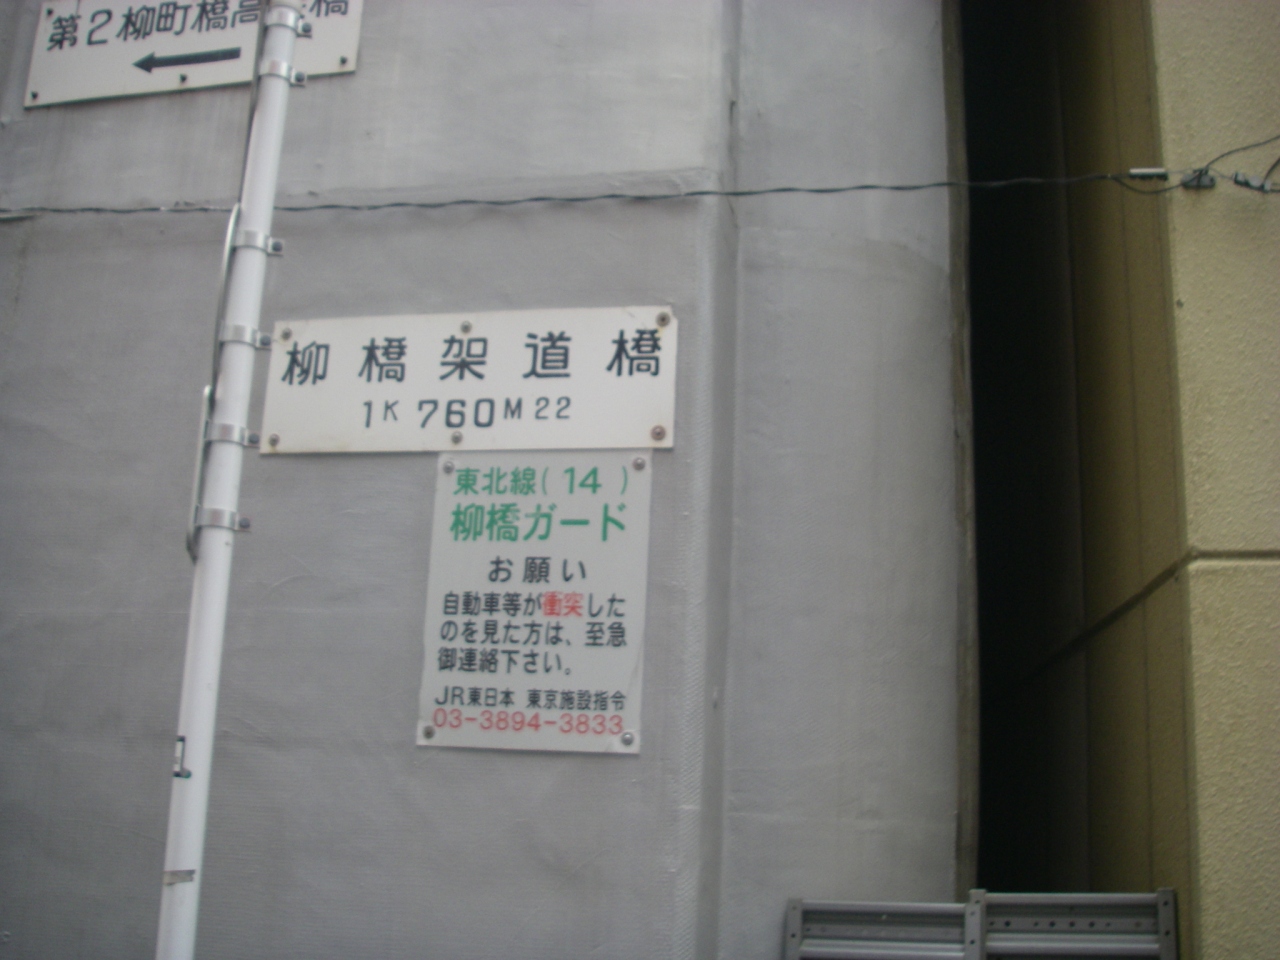 第2柳町橋高架橋
柳橋架道橋
1K760M22
東北線(14)
柳橋ガード
お願い
自動車等が衝突した
のを見た方は、至急
御連絡下さい。
JR東日本 東京施設指令
03-3894-3833